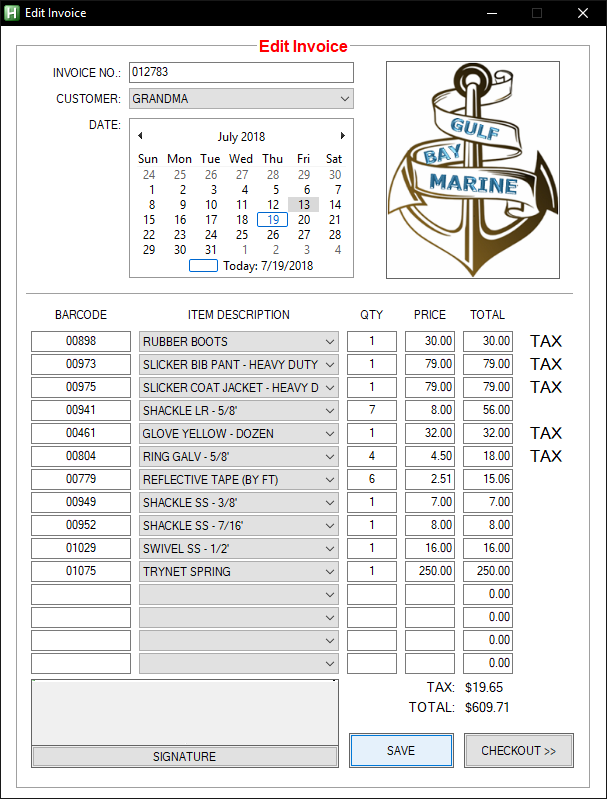 Edit Invoice
Edit Invoice
INVOICE NO.: 012783
CUSTOMER: GRANDMA
DATE:
July 2018
Sun Mon Tue Wed Thu Fri Sat
24 25 26 27 28 29 30
1 2 3 4 5 6 7
8 9 10 11 12 13 14
15 16 17 18 19 20 21
22 23 24 25 26 27 28
29 30 31 1 2 3 4
Today: 7/19/2018
GULF
BAY
MARINE
BARCODE ITEM DESCRIPTION QTY PRICE TOTAL
00898 RUBBER BOOTS 1 30.00 30.00 TAX
00973 SLICKER BIB PANT - HEAVY DUTY 1 79.00 79.00 TAX
00975 SLICKER COAT JACKET - HEAVY D 1 79.00 79.00 TAX
00941 SHACKLE LR - 5/8' 7 8.00 56.00
00461 GLOVE YELLOW - DOZEN 1 32.00 32.00 TAX
00804 RING GALV - 5/8' 4 4.50 18.00 TAX
00779 REFLECTIVE TAPE (BY FT) 6 2.51 15.06
00949 SHACKLE SS - 3/8' 1 7.00 7.00
00952 SHACKLE SS - 7/16' 1 8.00 8.00
01029 SWIVEL SS - 1/2' 1 16.00 16.00
01075 TRYNET SPRING 1 250.00 250.00
0.00
0.00
0.00
0.00
TAX: $19.65
TOTAL: $609.71
SIGNATURE
SAVE
CHECKOUT >>